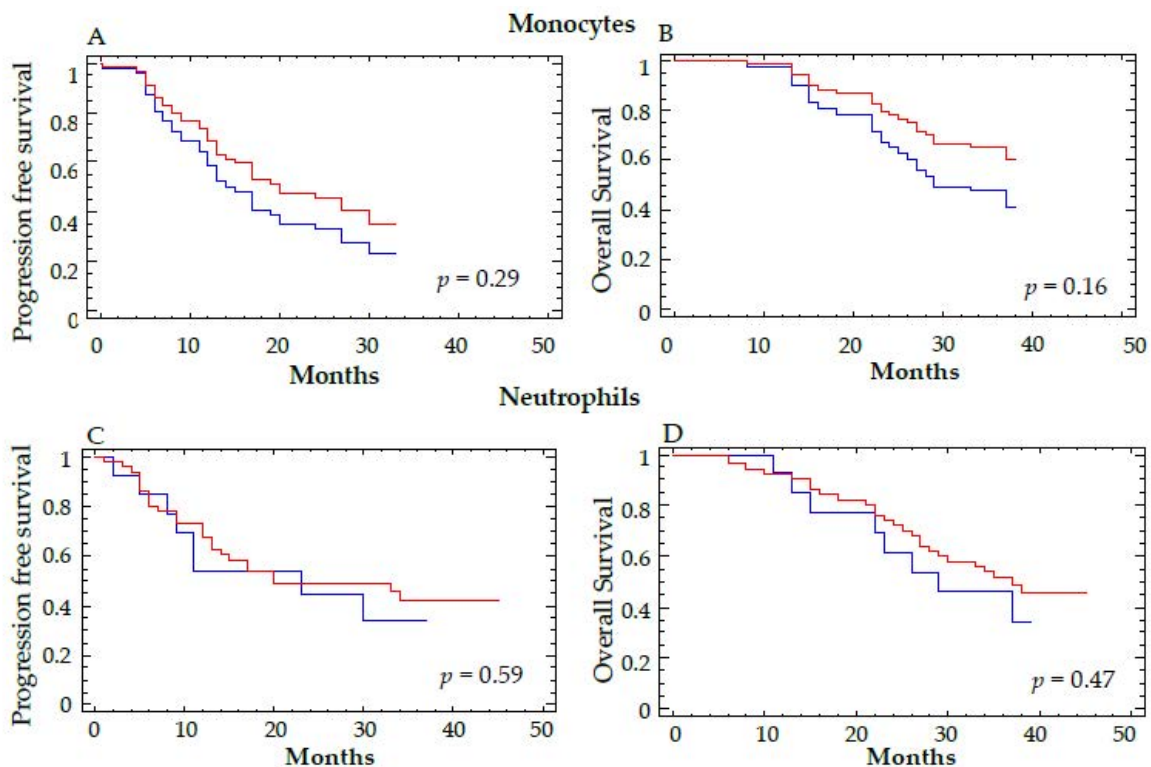 Monocytes
A
Progression free survival
1
0.8
0.6
0.4
0.2
0
p = 0.29
0 10 20 30 40 50
Months
B
Overall Survival
1
0.8
0.6
0.4
0.2
0
p = 0.16
0 10 20 30 40 50
Months
Neutrophils
C
Progression free survival
1
0.8
0.6
0.4
0.2
0
p = 0.59
0 10 20 30 40 50
Months
D
Overall Survival
1
0.8
0.6
0.4
0.2
0
p = 0.47
0 10 20 30 40 50
Months